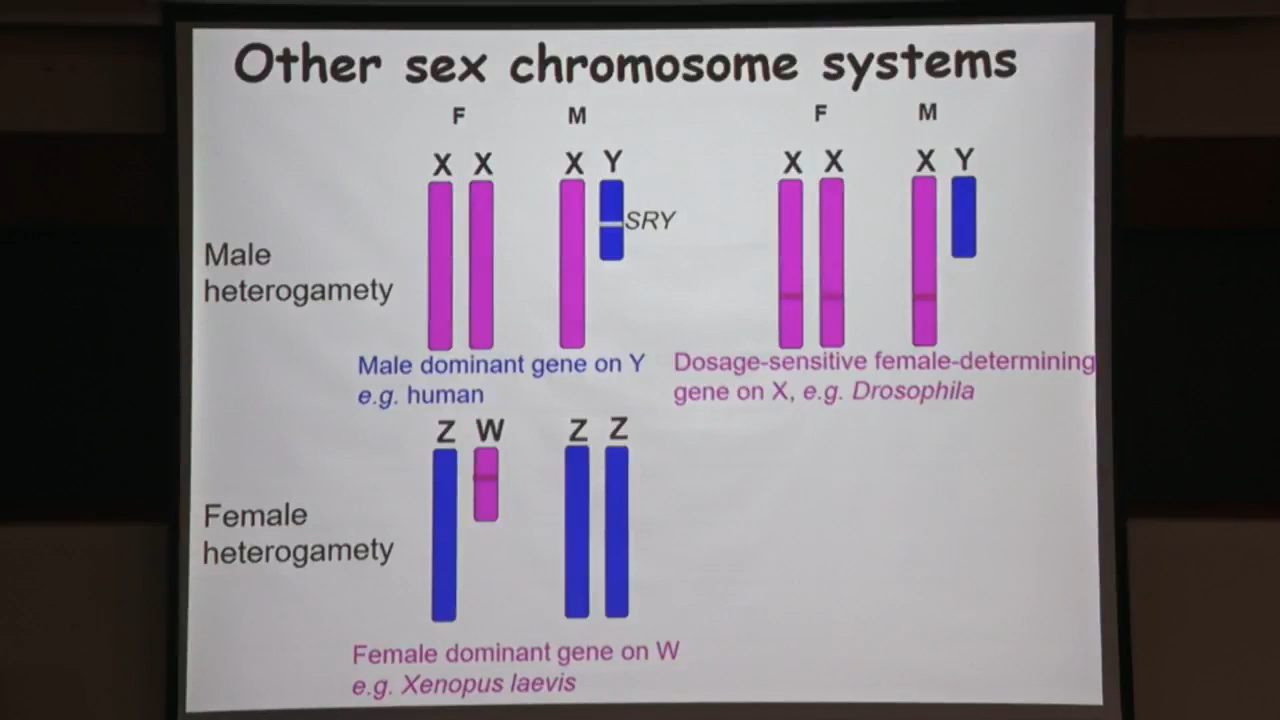 Other sex chromosome systems
F M F M
X X X Y X X X Y
SRY
Male
heterogamety
Male dominant gene on Y
e.g. human
Dosage-sensitive female-determining
gene on X, e.g. Drosophila
Z W Z Z
Female
heterogamety
Female dominant gene on W
e.g. Xenopus laevis